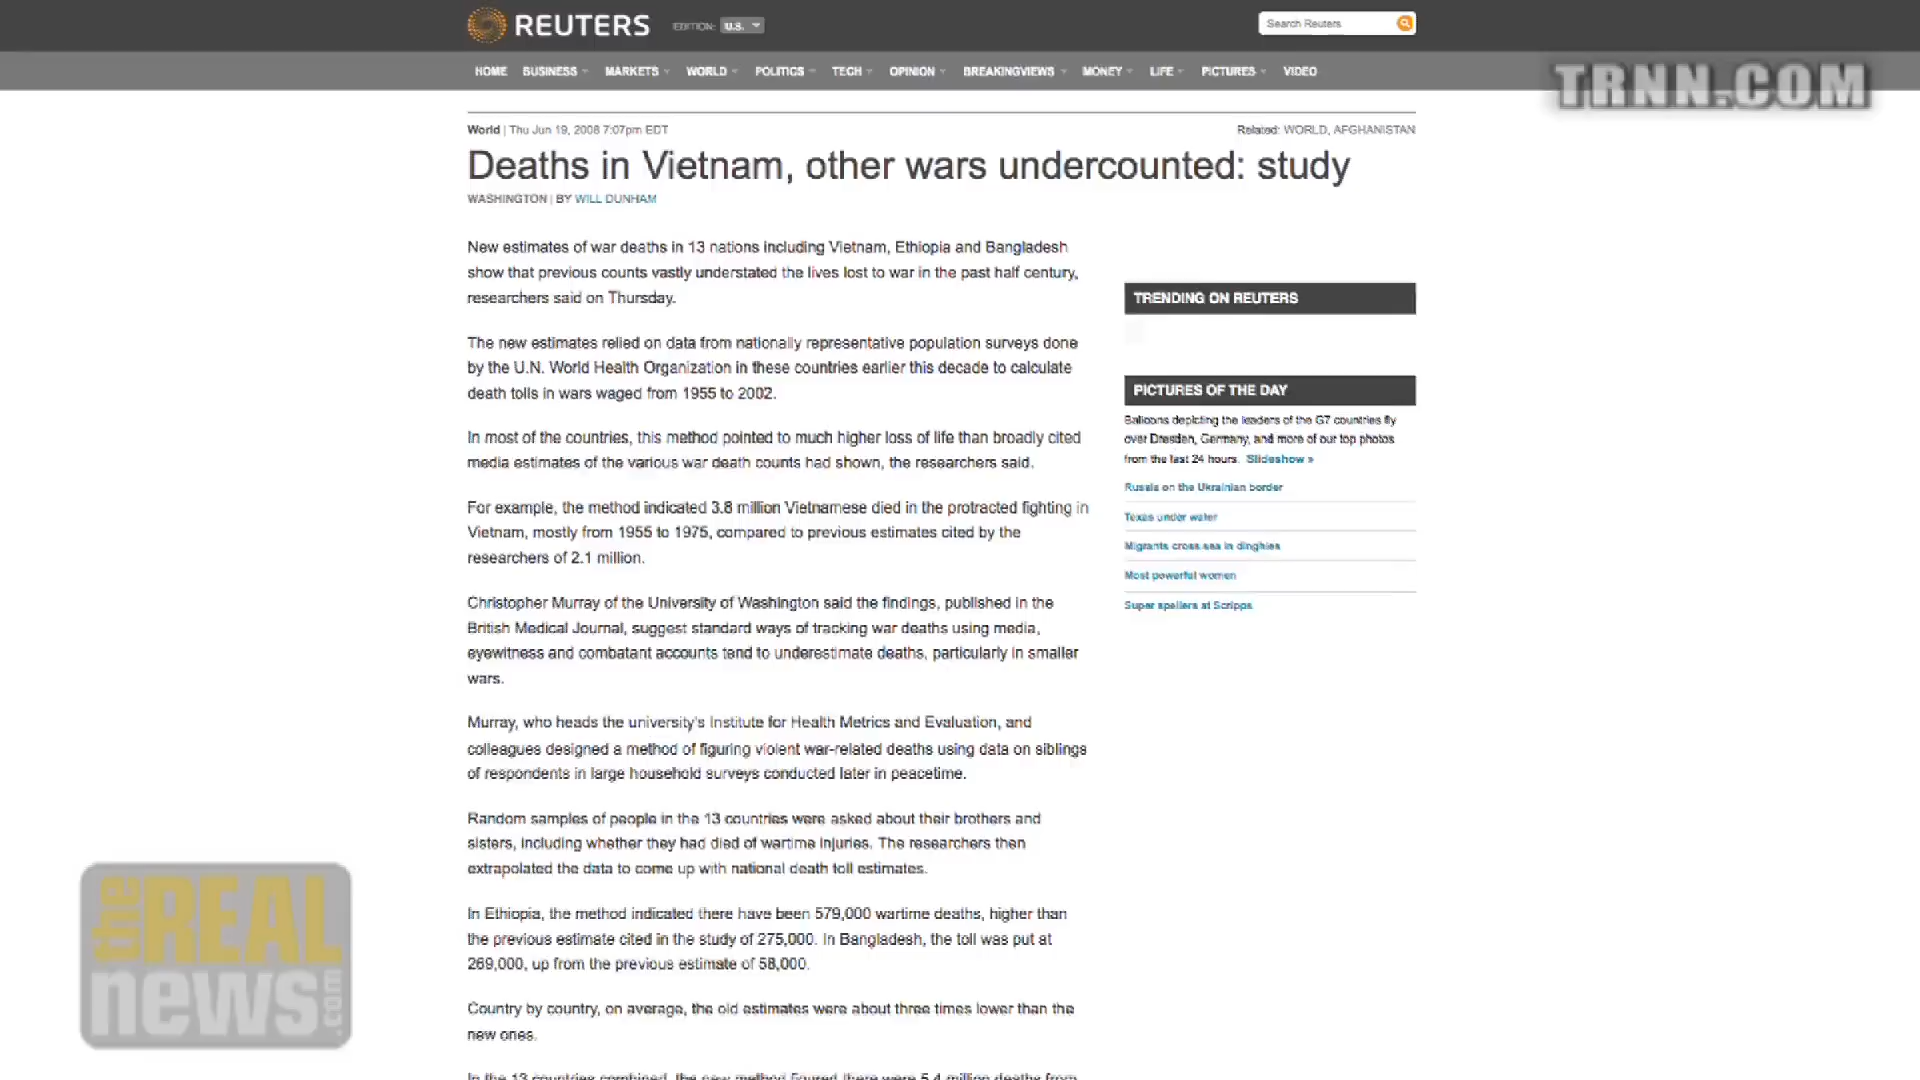 REUTERS EDITION: U.S. Search Reuters
HOME BUSINESS MARKETS WORLD POLITICS TECH OPINION BREAKINGVIEWS MONEY LIFE PICTURES VIDEO
TRNN.COM
World | Thu Jun 19, 2008 7:07pm EDT
Related: WORLD, AFGHANISTAN
Deaths in Vietnam, other wars undercounted: study
WASHINGTON | BY WILL DUNHAM
New estimates of war deaths in 13 nations including Vietnam, Ethiopia and Bangladesh
show that previous counts vastly understated the lives lost to war in the past half century,
researchers said on Thursday.
The new estimates relied on data from nationally representative population surveys done
by the U.N. World Health Organization in these countries earlier this decade to calculate
death tolls in wars waged from 1955 to 2002.
In most of the countries, this method pointed to much higher loss of life than broadly cited
media estimates of the various war death counts had shown, the researchers said.
For example, the method indicated 3.8 million Vietnamese died in the protracted fighting in
Vietnam, mostly from 1955 to 1975, compared to previous estimates cited by the
researchers of 2.1 million.
Christopher Murray of the University of Washington said the findings, published in the
British Medical Journal, suggest standard ways of tracking war deaths using media,
eyewitness and combatant accounts tend to underestimate deaths, particularly in smaller
wars.
Murray, who heads the university's Institute for Health Metrics and Evaluation, and
colleagues designed a method of figuring violent war-related deaths using data on siblings
of respondents in large household surveys conducted later in peacetime.
Random samples of people in the 13 countries were asked about their brothers and
sisters, including whether they had died of wartime injuries. The researchers then
extrapolated the data to come up with national death toll estimates.
In Ethiopia, the method indicated there have been 579,000 wartime deaths, higher than
the previous estimate cited in the study of 275,000. In Bangladesh, the toll was put at
269,000, up from the previous estimate of 58,000.
Country by country, on average, the old estimates were about three times lower than the
new ones.
In the 13 countries combined, the new method figured there were 5.4 million deaths from
TRENDING ON REUTERS
PICTURES OF THE DAY
Balloons depicting the leaders of the G7 countries fly
over Dresden, Germany, and more of our top photos
from the last 24 hours. Slideshow »
Russia on the Ukrainian border
Texas under water
Migrants cross sea in dinghies
Most powerful women
Super spellers at Scripps
the REAL
news.com